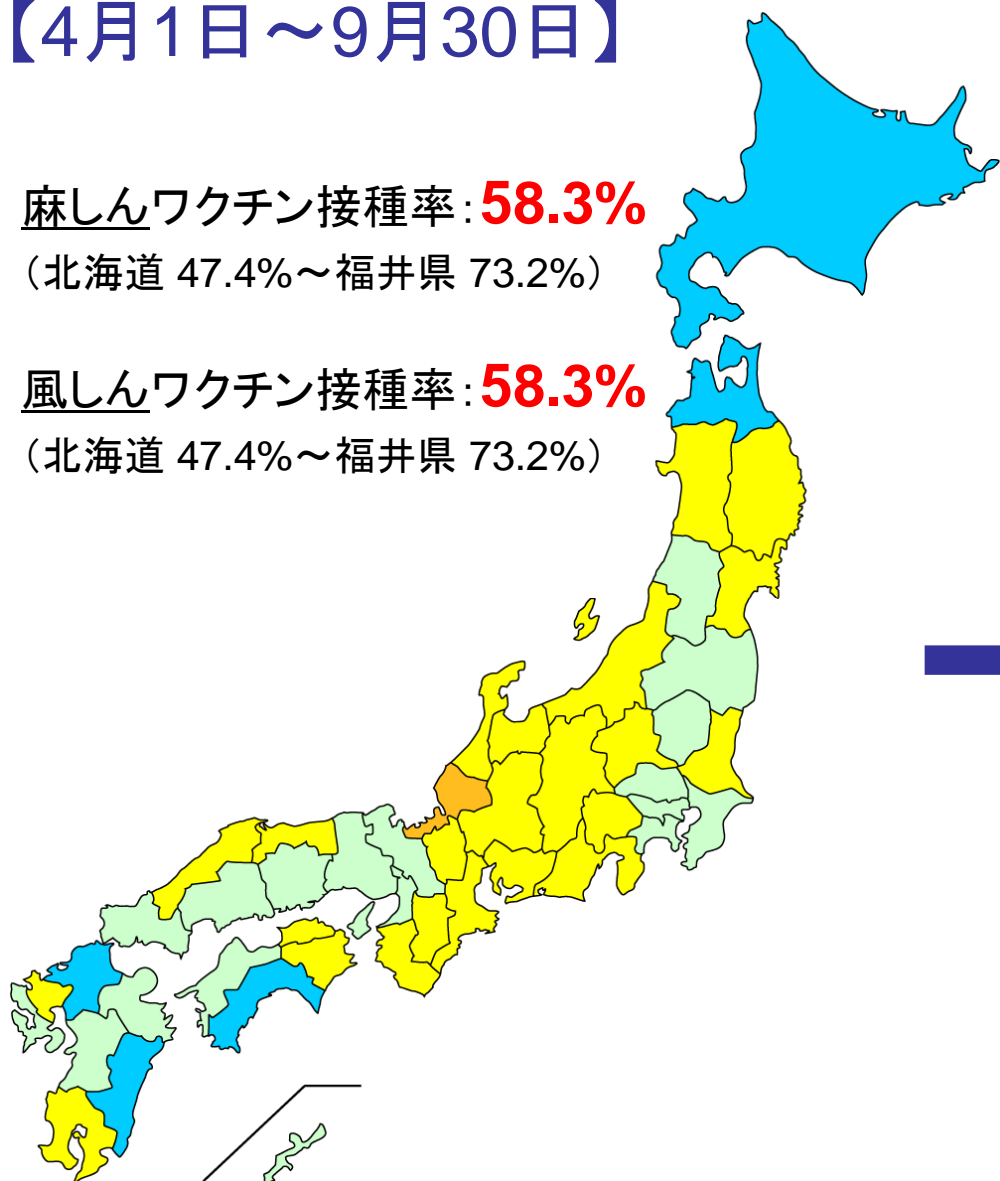 【4月1日～9月30日】
麻しんワクチン接種率：58.3%
（北海道 47.4%～福井県 73.2%）
風しんワクチン接種率：58.3%
（北海道 47.4%～福井県 73.2%）